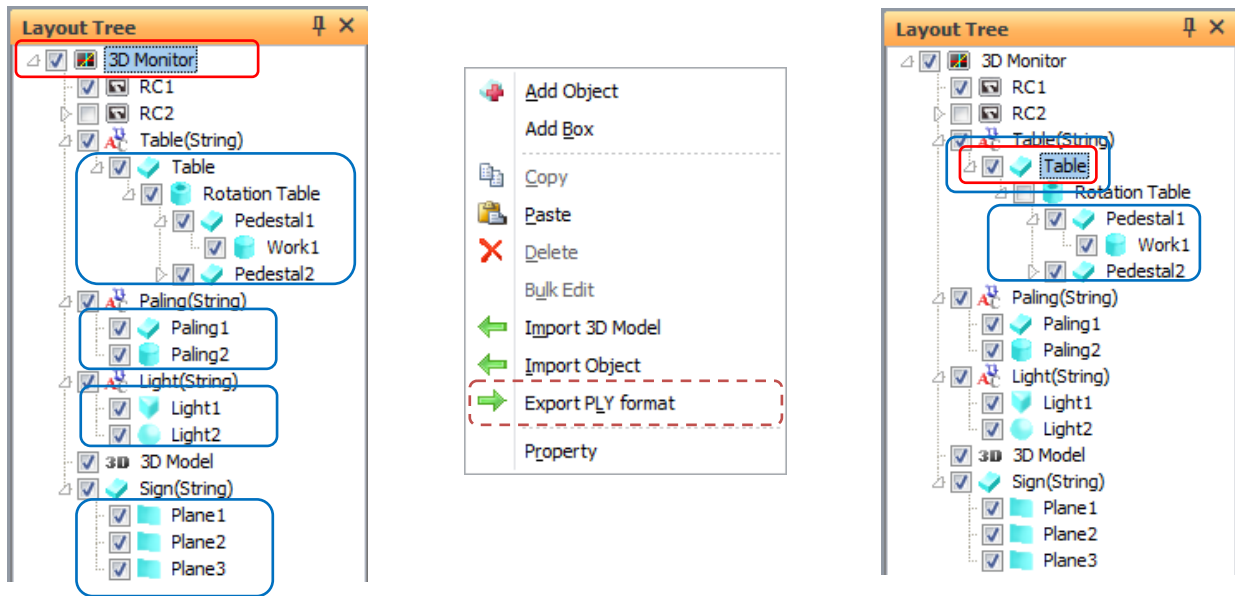 Layout Tree
3D Monitor
RC1
RC2
Table(String)
Table
Rotation Table
Pedestal1
Work1
Pedestal2
Paling(String)
Paling1
Paling2
Light(String)
Light1
Light2
3D 3D Model
Sign(String)
Plane1
Plane2
Plane3
Add Object
Add Box
Copy
Paste
Delete
Bulk Edit
Import 3D Model
Import Object
Export PLY format
Property
Layout Tree
3D Monitor
RC1
RC2
Table(String)
Table
Rotation Table
Pedestal1
Work1
Pedestal2
Paling(String)
Paling1
Paling2
Light(String)
Light1
Light2
3D 3D Model
Sign(String)
Plane1
Plane2
Plane3